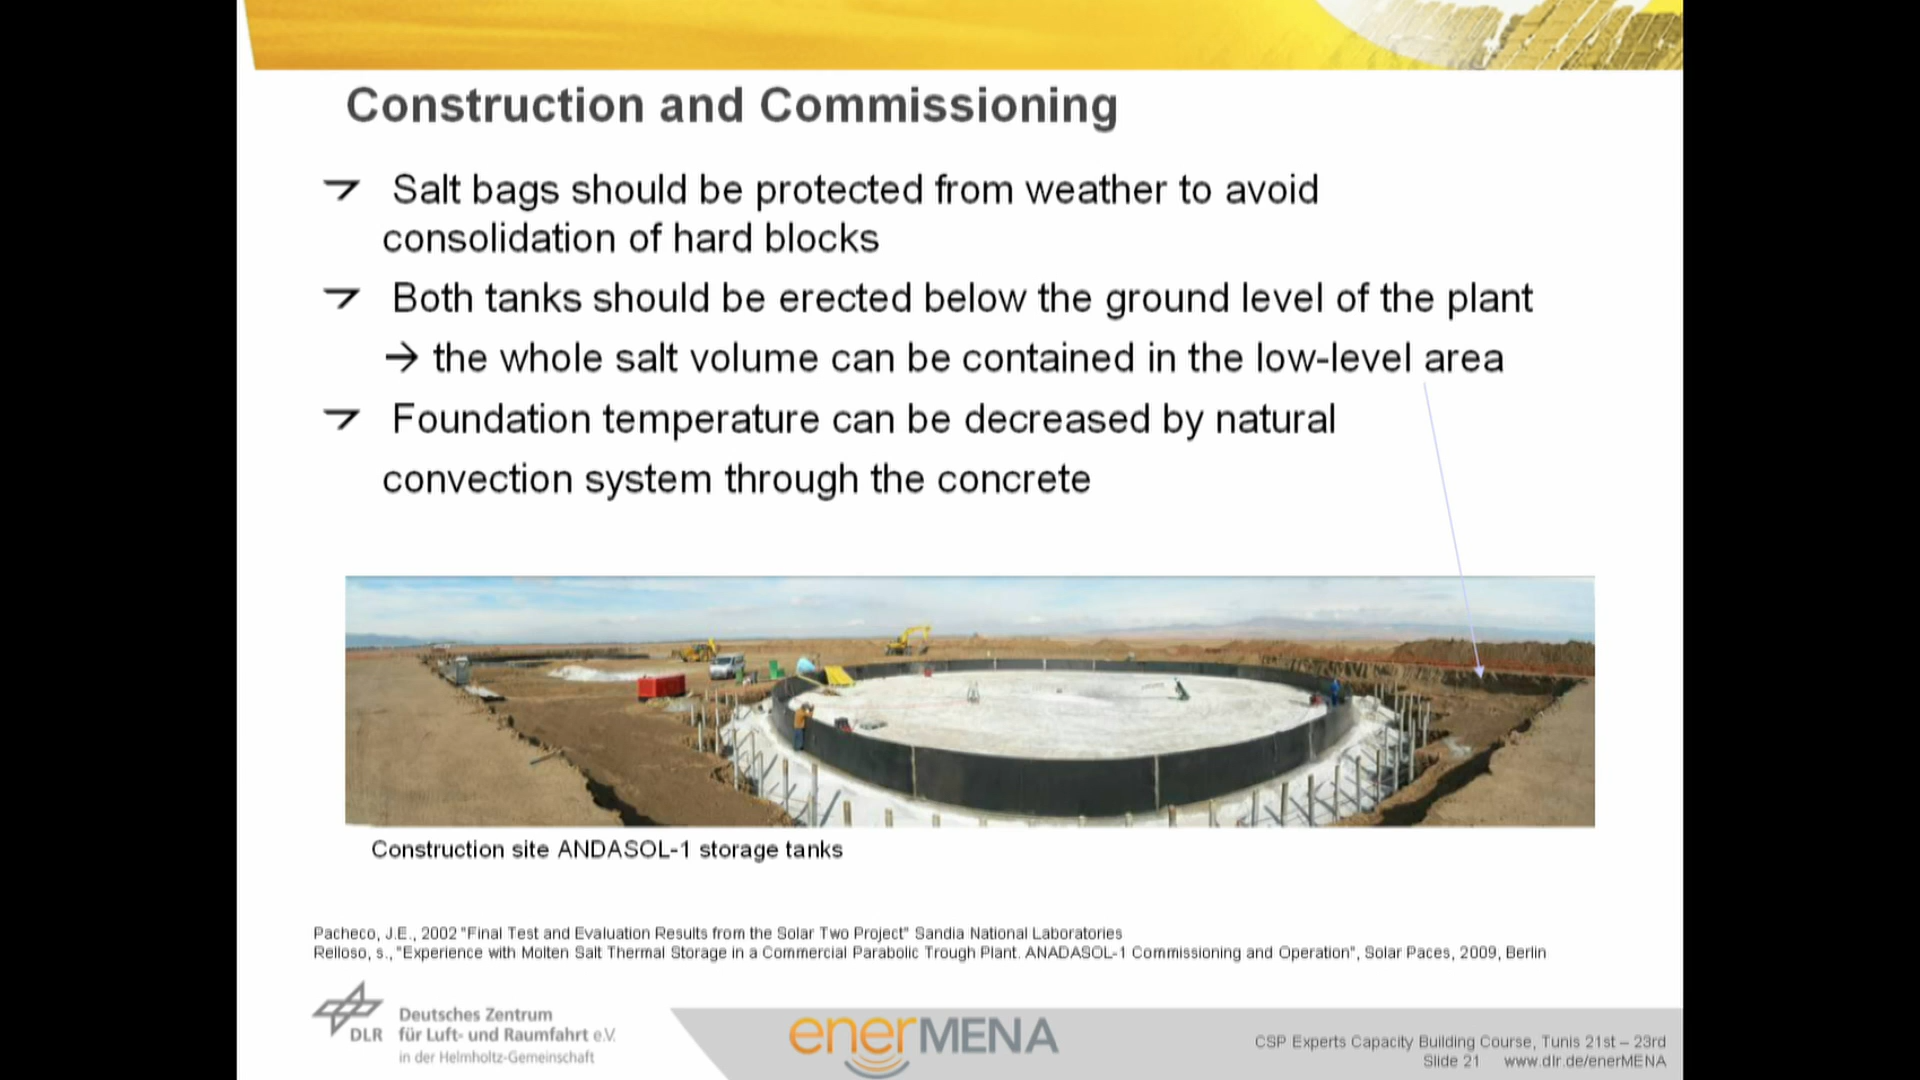 Construction and Commissioning
Salt bags should be protected from weather to avoid
consolidation of hard blocks
Both tanks should be erected below the ground level of the plant
→ the whole salt volume can be contained in the low-level area
Foundation temperature can be decreased by natural
convection system through the concrete
Construction site ANDASOL-1 storage tanks
Pacheco, J.E., 2002 "Final Test and Evaluation Results from the Solar Two Project" Sandia National Laboratories
Relloso, s., "Experience with Molten Salt Thermal Storage in a Commercial Parabolic Trough Plant. ANADASOL-1 Commissioning and Operation", Solar Paces, 2009, Berlin
DLR
Deutsches Zentrum
für Luft- und Raumfahrt e.V.
in der Helmholtz-Gemeinschaft
enerMENA
CSP Experts Capacity Building Course, Tunis 21st – 23rd
Slide 21 www.dlr.de/enerMENA